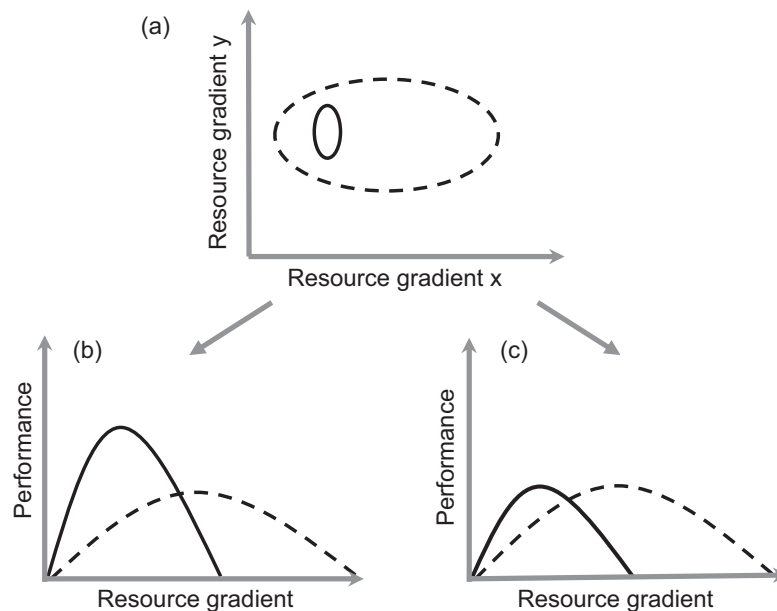 (a)
Resource gradient y
Resource gradient x
(b)
Performance
Resource gradient
(c)
Performance
Resource gradient